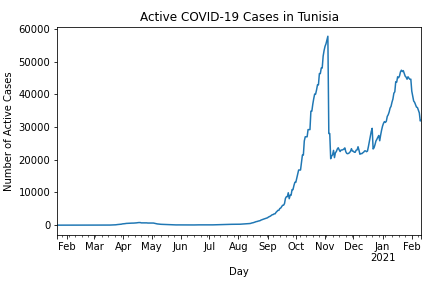 Active COVID-19 Cases in Tunisia
60000
50000
40000
30000
20000
10000
0
Number of Active Cases
Feb Mar Apr May Jun Jul Aug Sep Oct Nov Dec Jan Feb
2021
Day